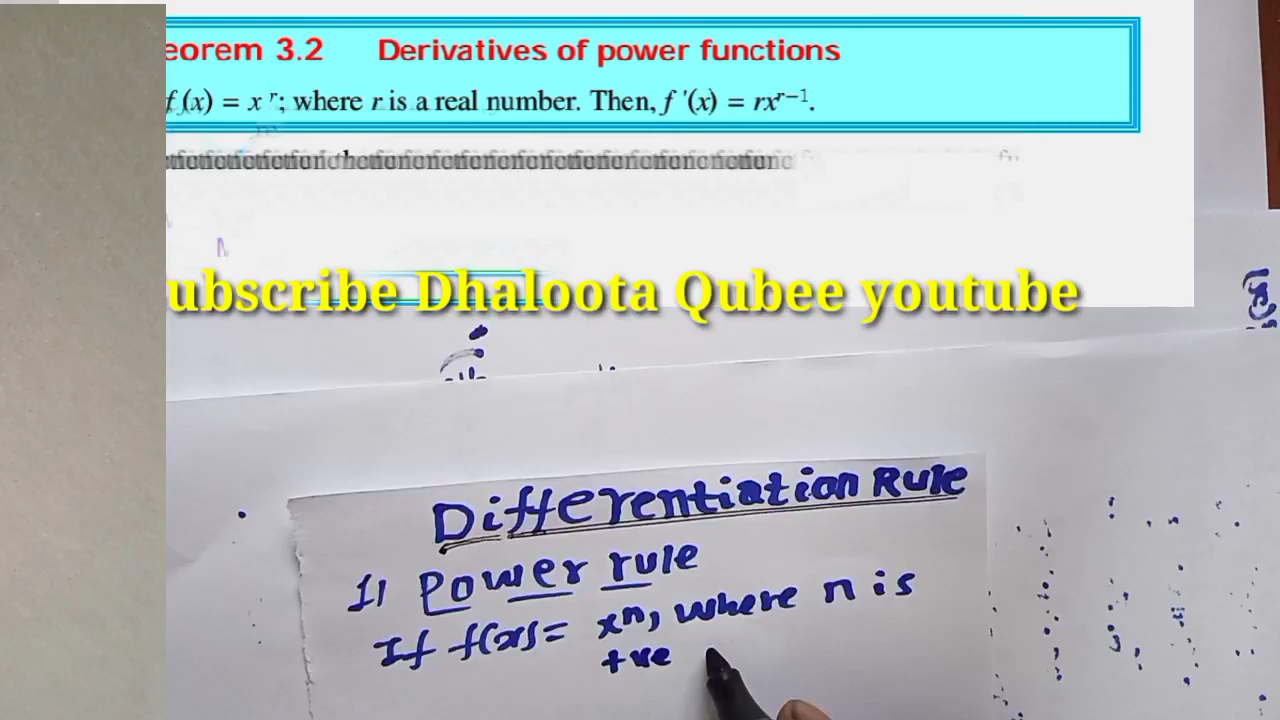 eorem 3.2 Derivatives of power functions
f (x) = x ʳ; where r is a real number. Then, f '(x) = rxʳ⁻¹.
ubscribe Dhaloota Qubee youtube
Differentiation Rule
1) Power rule
If f(x) = xⁿ, where n is
+ve